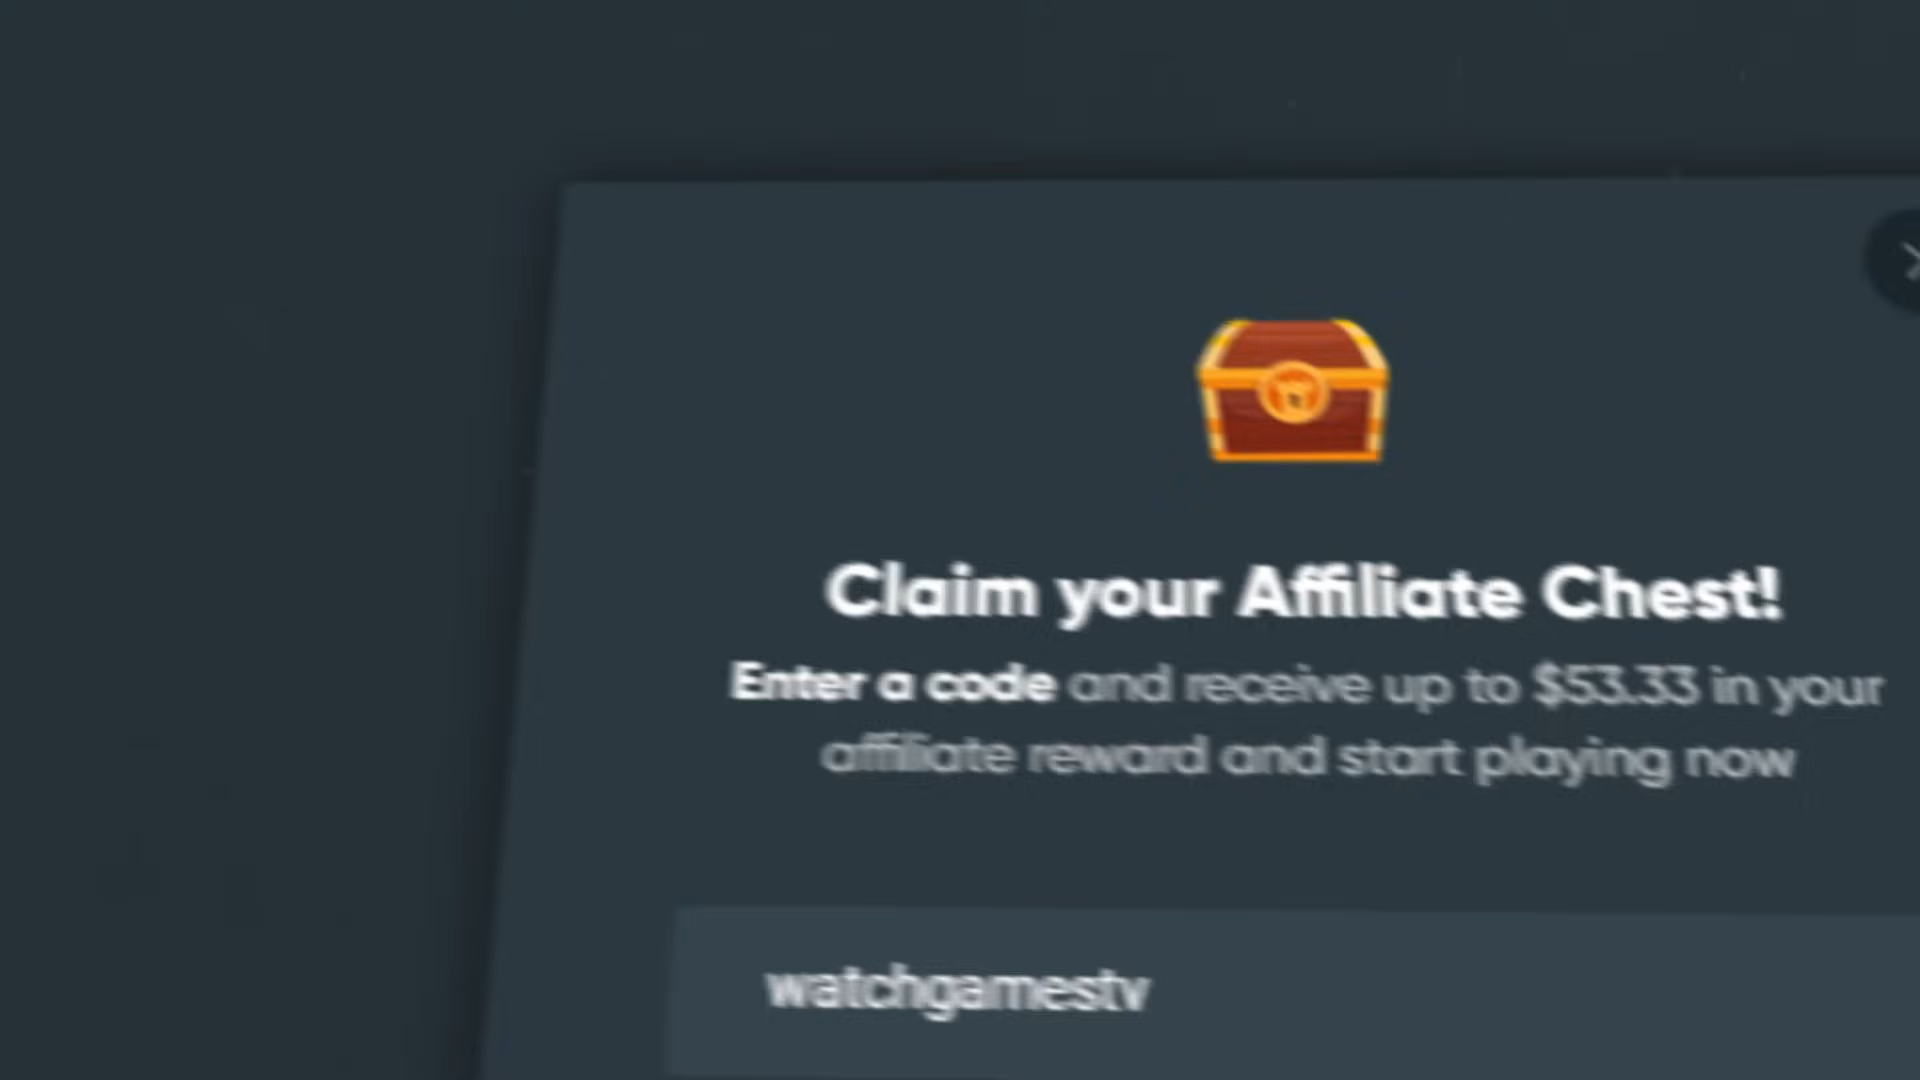 Claim your Affiliate Chest!
Enter a code and receive up to $53.33 in your
affiliate reward and start playing now
watchgamestv